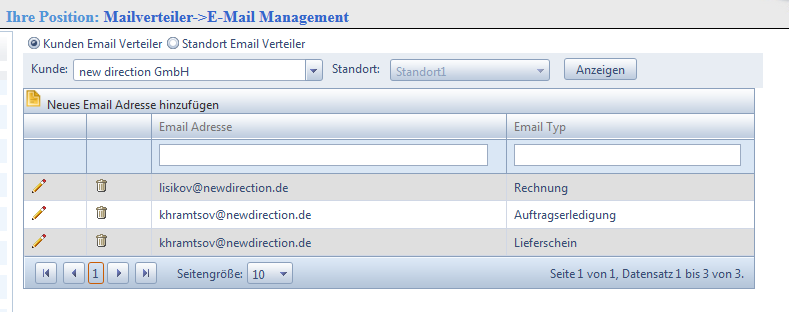 Ihre Position: Mailverteiler->E-Mail Management
Kunden Email Verteiler Standort Email Verteiler
Kunde: new direction GmbH Standort: Standort1 Anzeigen
Neues Email Adresse hinzufügen
Email Adresse Email Typ
lisikov@newdirection.de Rechnung
khramtsov@newdirection.de Auftragserledigung
khramtsov@newdirection.de Lieferschein
1 Seitengröße: 10 Seite 1 von 1, Datensatz 1 bis 3 von 3.